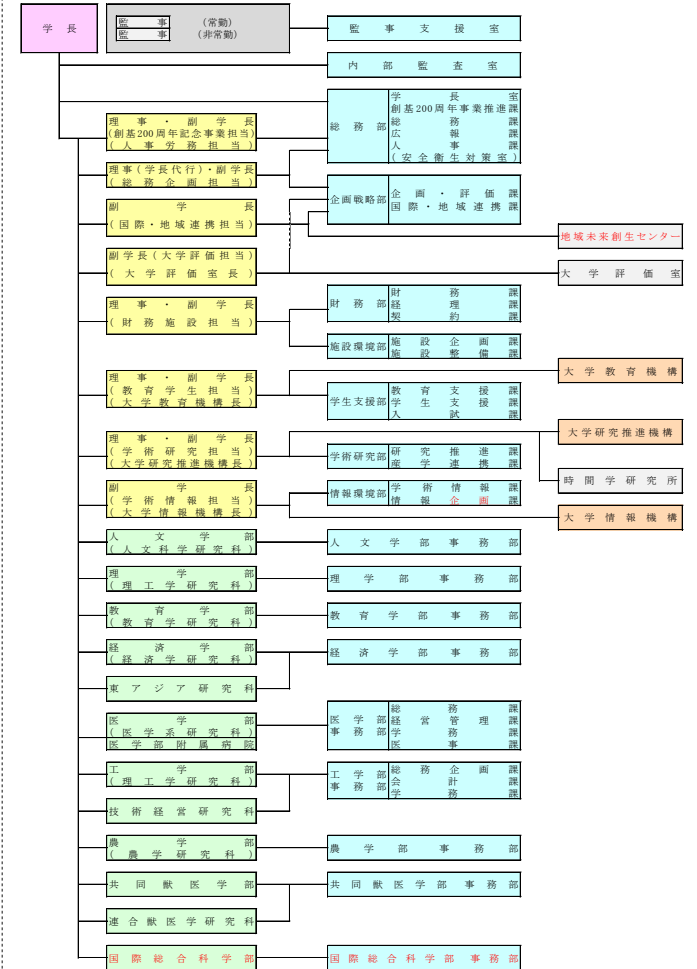 学長
監事　（常勤）
監事　（非常勤）
監事支援室
内部監査室
理事・副学長
(創基200周年記念事業担当)
(人事労務担当)
総務部
学長室
創基200周年事業推進課
総務課
広報課
人事課
(安全衛生対策室)
理事(学長代行)・副学長
(総務企画担当)
副学長
(国際・地域連携担当)
企画戦略部
企画・評価課
国際・地域連携課
地域未来創生センター
副学長(大学評価担当)
(大学評価室長)
大学評価室
理事・副学長
(財務施設担当)
財務部
財務課
経理課
契約課
施設環境部
施設企画課
施設整備課
理事・副学長
(教育学生担当)
(大学教育機構長)
学生支援部
教育支援課
学生支援課
入試課
大学教育機構
理事・副学長
(学術研究担当)
(大学研究推進機構長)
学術研究部
研究推進課
産学連携課
大学研究推進機構
時間学研究所
副学長
(学術情報担当)
(大学情報機構長)
情報環境部
学術情報課
情報企画課
大学情報機構
人文学部
(人文科学研究科)
人文学部事務部
理学部
(理工学研究科)
理学部事務部
教育学部
(教育学研究科)
教育学部事務部
経済学部
(経済学研究科)
経済学部事務部
東アジア研究科
医学部
(医学系研究科)
医学部附属病院
医学部
事務部
総務課
経営管理課
学務課
医事課
工学部
(理工学研究科)
工学部
事務部
総務企画課
会計課
学務課
技術経営研究科
農学部
(農学研究科)
農学部事務部
共同獣医学部
共同獣医学部事務部
連合獣医学研究科
国際総合科学部
国際総合科学部事務部